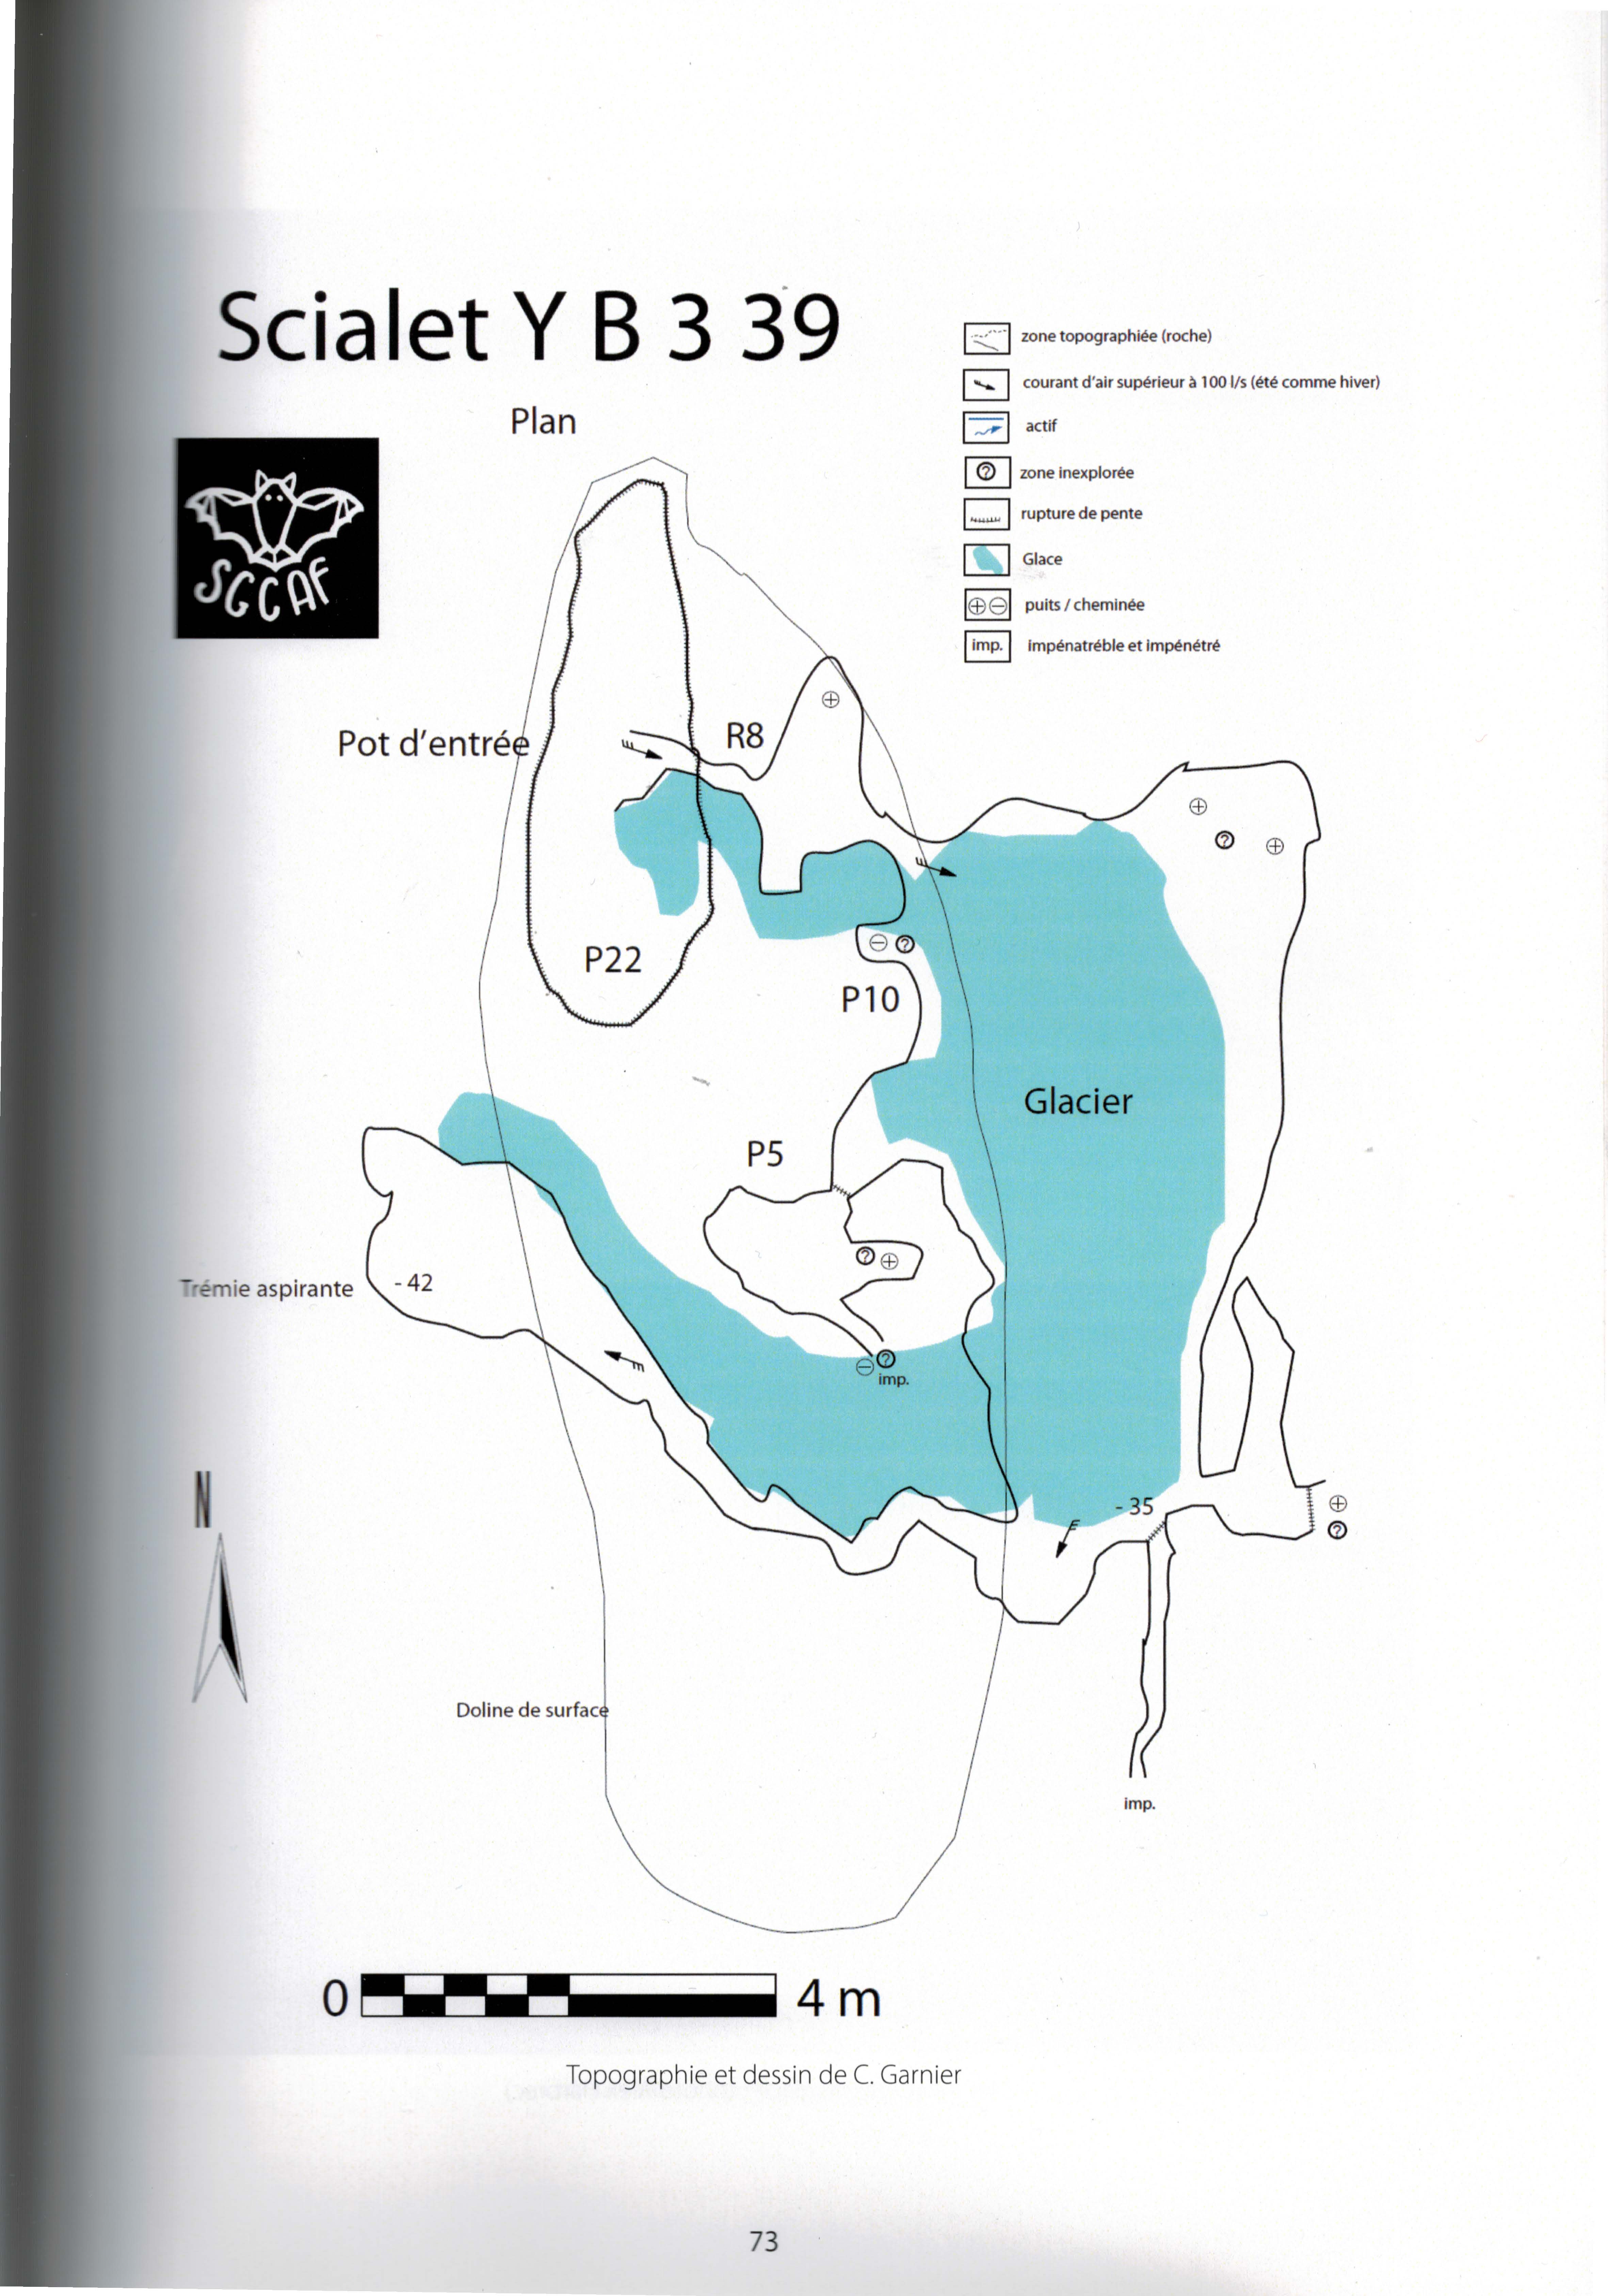 Scialet Y B 3 39
Plan
SGCAF
zone topographiée (roche)
courant d'air supérieur à 100 l/s (été comme hiver)
actif
? zone inexplorée
rupture de pente
Glace
puits / cheminée
imp. impénatréble et impénétré
Pot d'entrée
R8
P22
P10
Glacier
P5
Trémie aspirante
- 42
imp.
- 35
N
Doline de surface
imp.
0 4 m
Topographie et dessin de C. Garnier
73